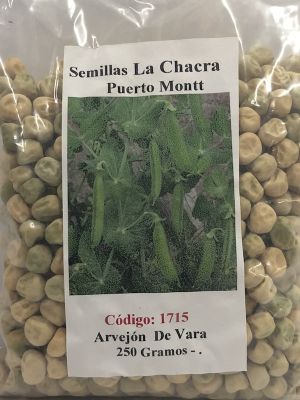 Semillas La Chacra
Puerto Montt
Código: 1715
Arvejón De Vara
250 Gramos - .